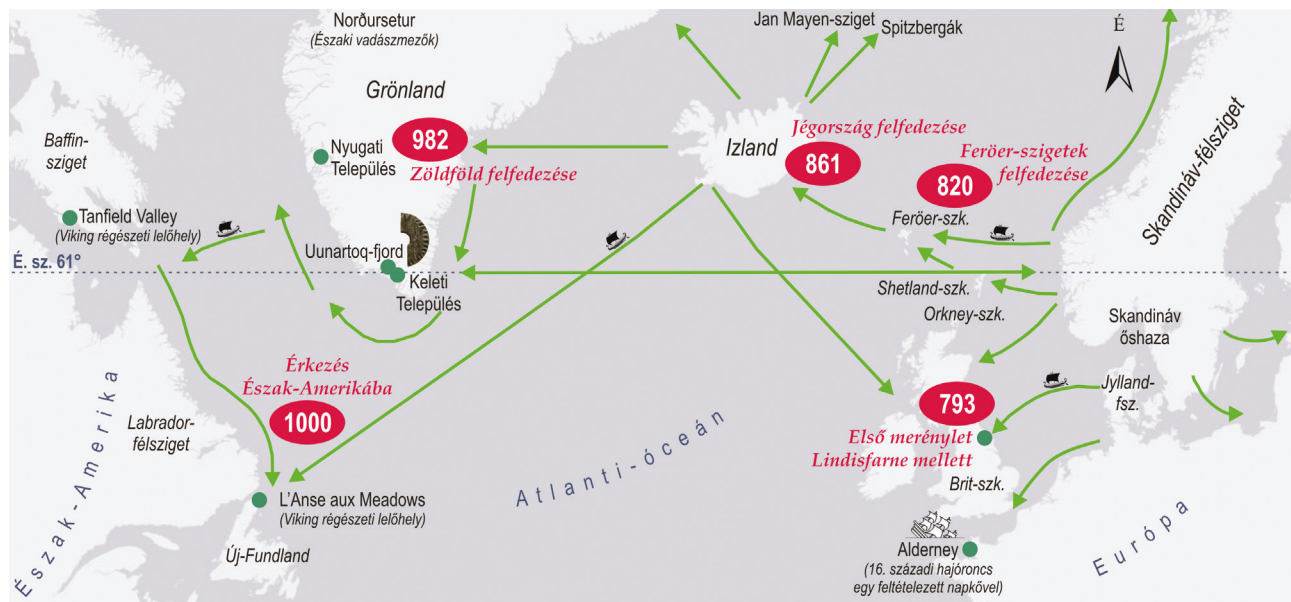 Norðursetur
(Északi vadászmezők)
Jan Mayen-sziget
Spitzbergák
É
Grönland
982
Zöldföld felfedezése
Baffin-
sziget
Nyugati
Település
Izland
Jégország felfedezése
861
Feröer-szigetek
felfedezése
820
Skandináv-félsziget
Tanfield Valley
(Viking régészeti lelőhely)
Feröer-szk.
Uunartoq-fjord
É. sz. 61°
Keleti
Település
Shetland-szk.
Orkney-szk.
Skandináv
őshaza
Érkezés
Észak-Amerikába
1000
793
Jylland-
fsz.
Labrador-
félsziget
Első merénylet
Lindisfarne mellett
Észak-Amerika
Atlanti-óceán
Brit-szk.
L'Anse aux Meadows
(Viking régészeti lelőhely)
Új-Fundland
Európa
Alderney
(16. századi hajóroncs
egy feltételezett napkővel)